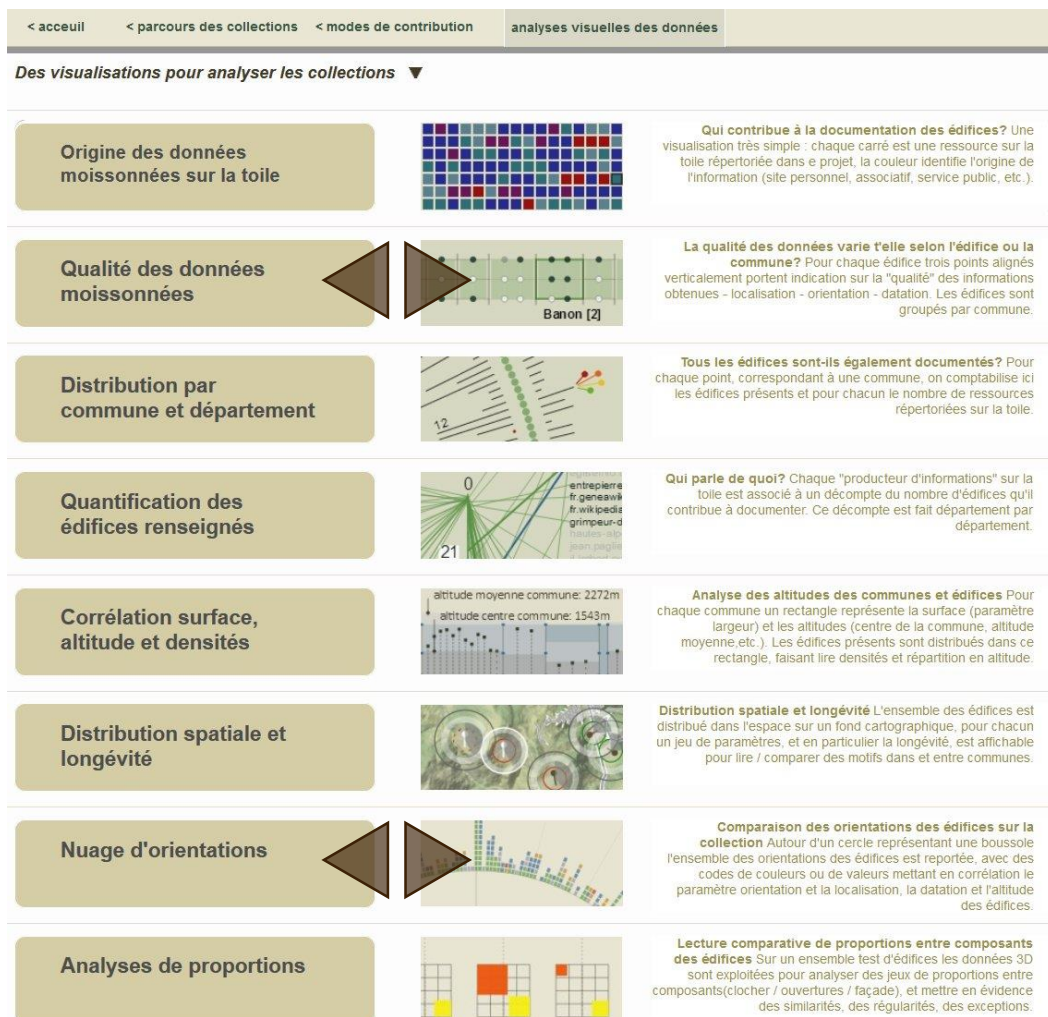 < acceuil < parcours des collections < modes de contribution analyses visuelles des données
Des visualisations pour analyser les collections ▼
Origine des données
moissonnées sur la toile
Qui contribue à la documentation des édifices? Une
visualisation très simple : chaque carré est une ressource sur la
toile répertoriée dans e projet, la couleur identifie l'origine de
l'information (site personnel, associatif, service public, etc.).
Qualité des données
moissonnées
Banon [2]
La qualité des données varie t'elle selon l'édifice ou la
commune? Pour chaque édifice trois points alignés
verticalement portent indication sur la "qualité" des informations
obtenues - localisation - orientation - datation. Les édifices sont
groupés par commune.
Distribution par
commune et département
12
Tous les édifices sont-ils également documentés? Pour
chaque point, correspondant à une commune, on comptabilise ici
les édifices présents et pour chacun le nombre de ressources
répertoriées sur la toile.
Quantification des
édifices renseignés
0
21
entrepierre
fr.geneawik
fr.wikipedia
grimpeur-d
hautes-alp
Qui parle de quoi? Chaque "producteur d'informations" sur la
toile est associé à un décompte du nombre d'édifices qu'il
contribue à documenter. Ce décompte est fait département par
département.
Corrélation surface,
altitude et densités
altitude moyenne commune: 2272m
altitude centre commune: 1543m
Analyse des altitudes des communes et édifices Pour
chaque commune un rectangle représente la surface (paramètre
largeur) et les altitudes (centre de la commune, altitude
moyenne,etc.). Les édifices présents sont distribués dans ce
rectangle, faisant lire densités et répartition en altitude.
Distribution spatiale et
longévité
Distribution spatiale et longévité L'ensemble des édifices est
distribué dans l'espace sur un fond cartographique, pour chacun
un jeu de paramètres, et en particulier la longévité, est affichable
pour lire / comparer des motifs dans et entre communes.
Nuage d'orientations
Comparaison des orientations des édifices sur la
collection Autour d'un cercle représentant une boussole
l'ensemble des orientations des édifices est reportée, avec des
codes de couleurs ou de valeurs mettant en corrélation le
paramètre orientation et la localisation, la datation et l'altitude
des édifices.
Analyses de proportions
Lecture comparative de proportions entre composants
des édifices Sur un ensemble test d'édifices les données 3D
sont exploitées pour analyser des jeux de proportions entre
composants(clocher / ouvertures / façade), et mettre en évidence
des similarités, des régularités, des exceptions.